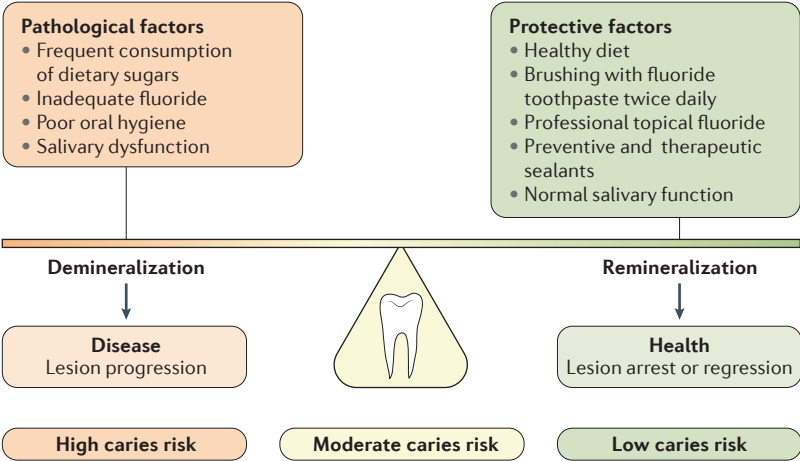 Pathological factors
• Frequent consumption
of dietary sugars
• Inadequate fluoride
• Poor oral hygiene
• Salivary dysfunction
Protective factors
• Healthy diet
• Brushing with fluoride
toothpaste twice daily
• Professional topical fluoride
• Preventive and therapeutic
sealants
• Normal salivary function
Demineralization
Remineralization
Disease
Lesion progression
Health
Lesion arrest or regression
High caries risk
Moderate caries risk
Low caries risk